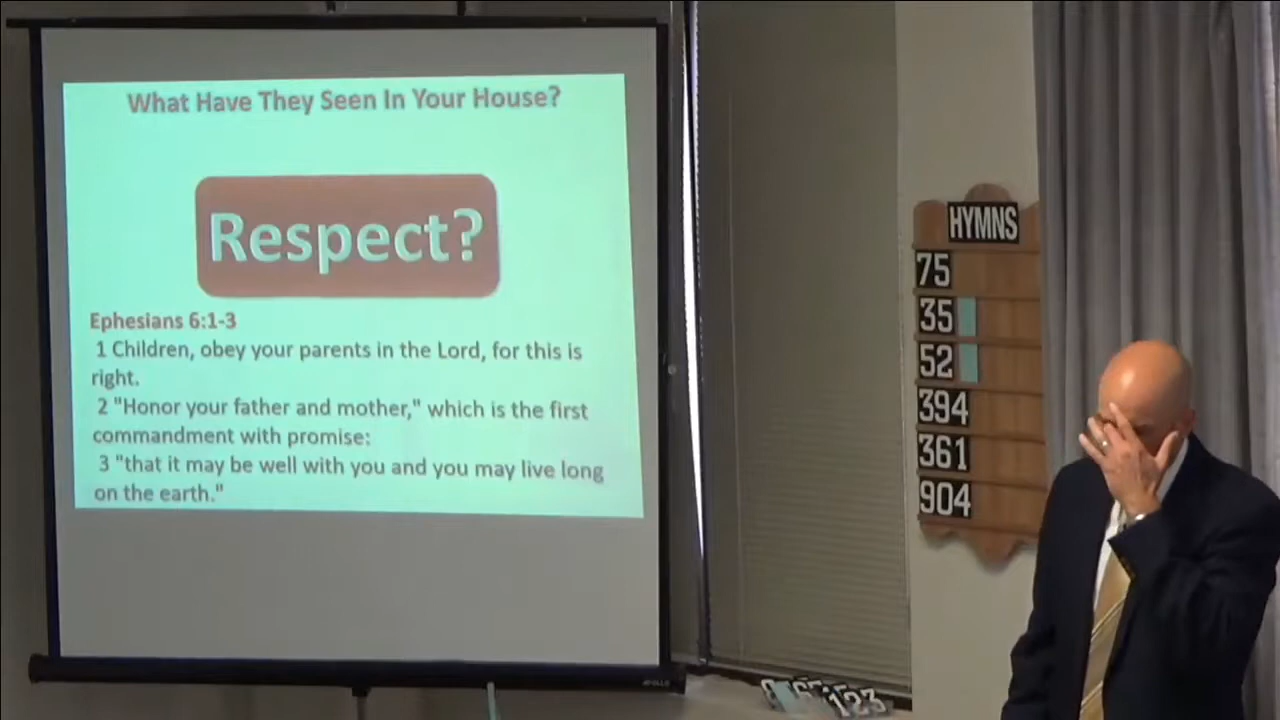 What Have They Seen In Your House?
Respect?
Ephesians 6:1-3
1 Children, obey your parents in the Lord, for this is
right.
2 "Honor your father and mother," which is the first
commandment with promise:
3 "that it may be well with you and you may live long
on the earth."
APOLLO
HYMNS
75
35
52
394
361
904
123